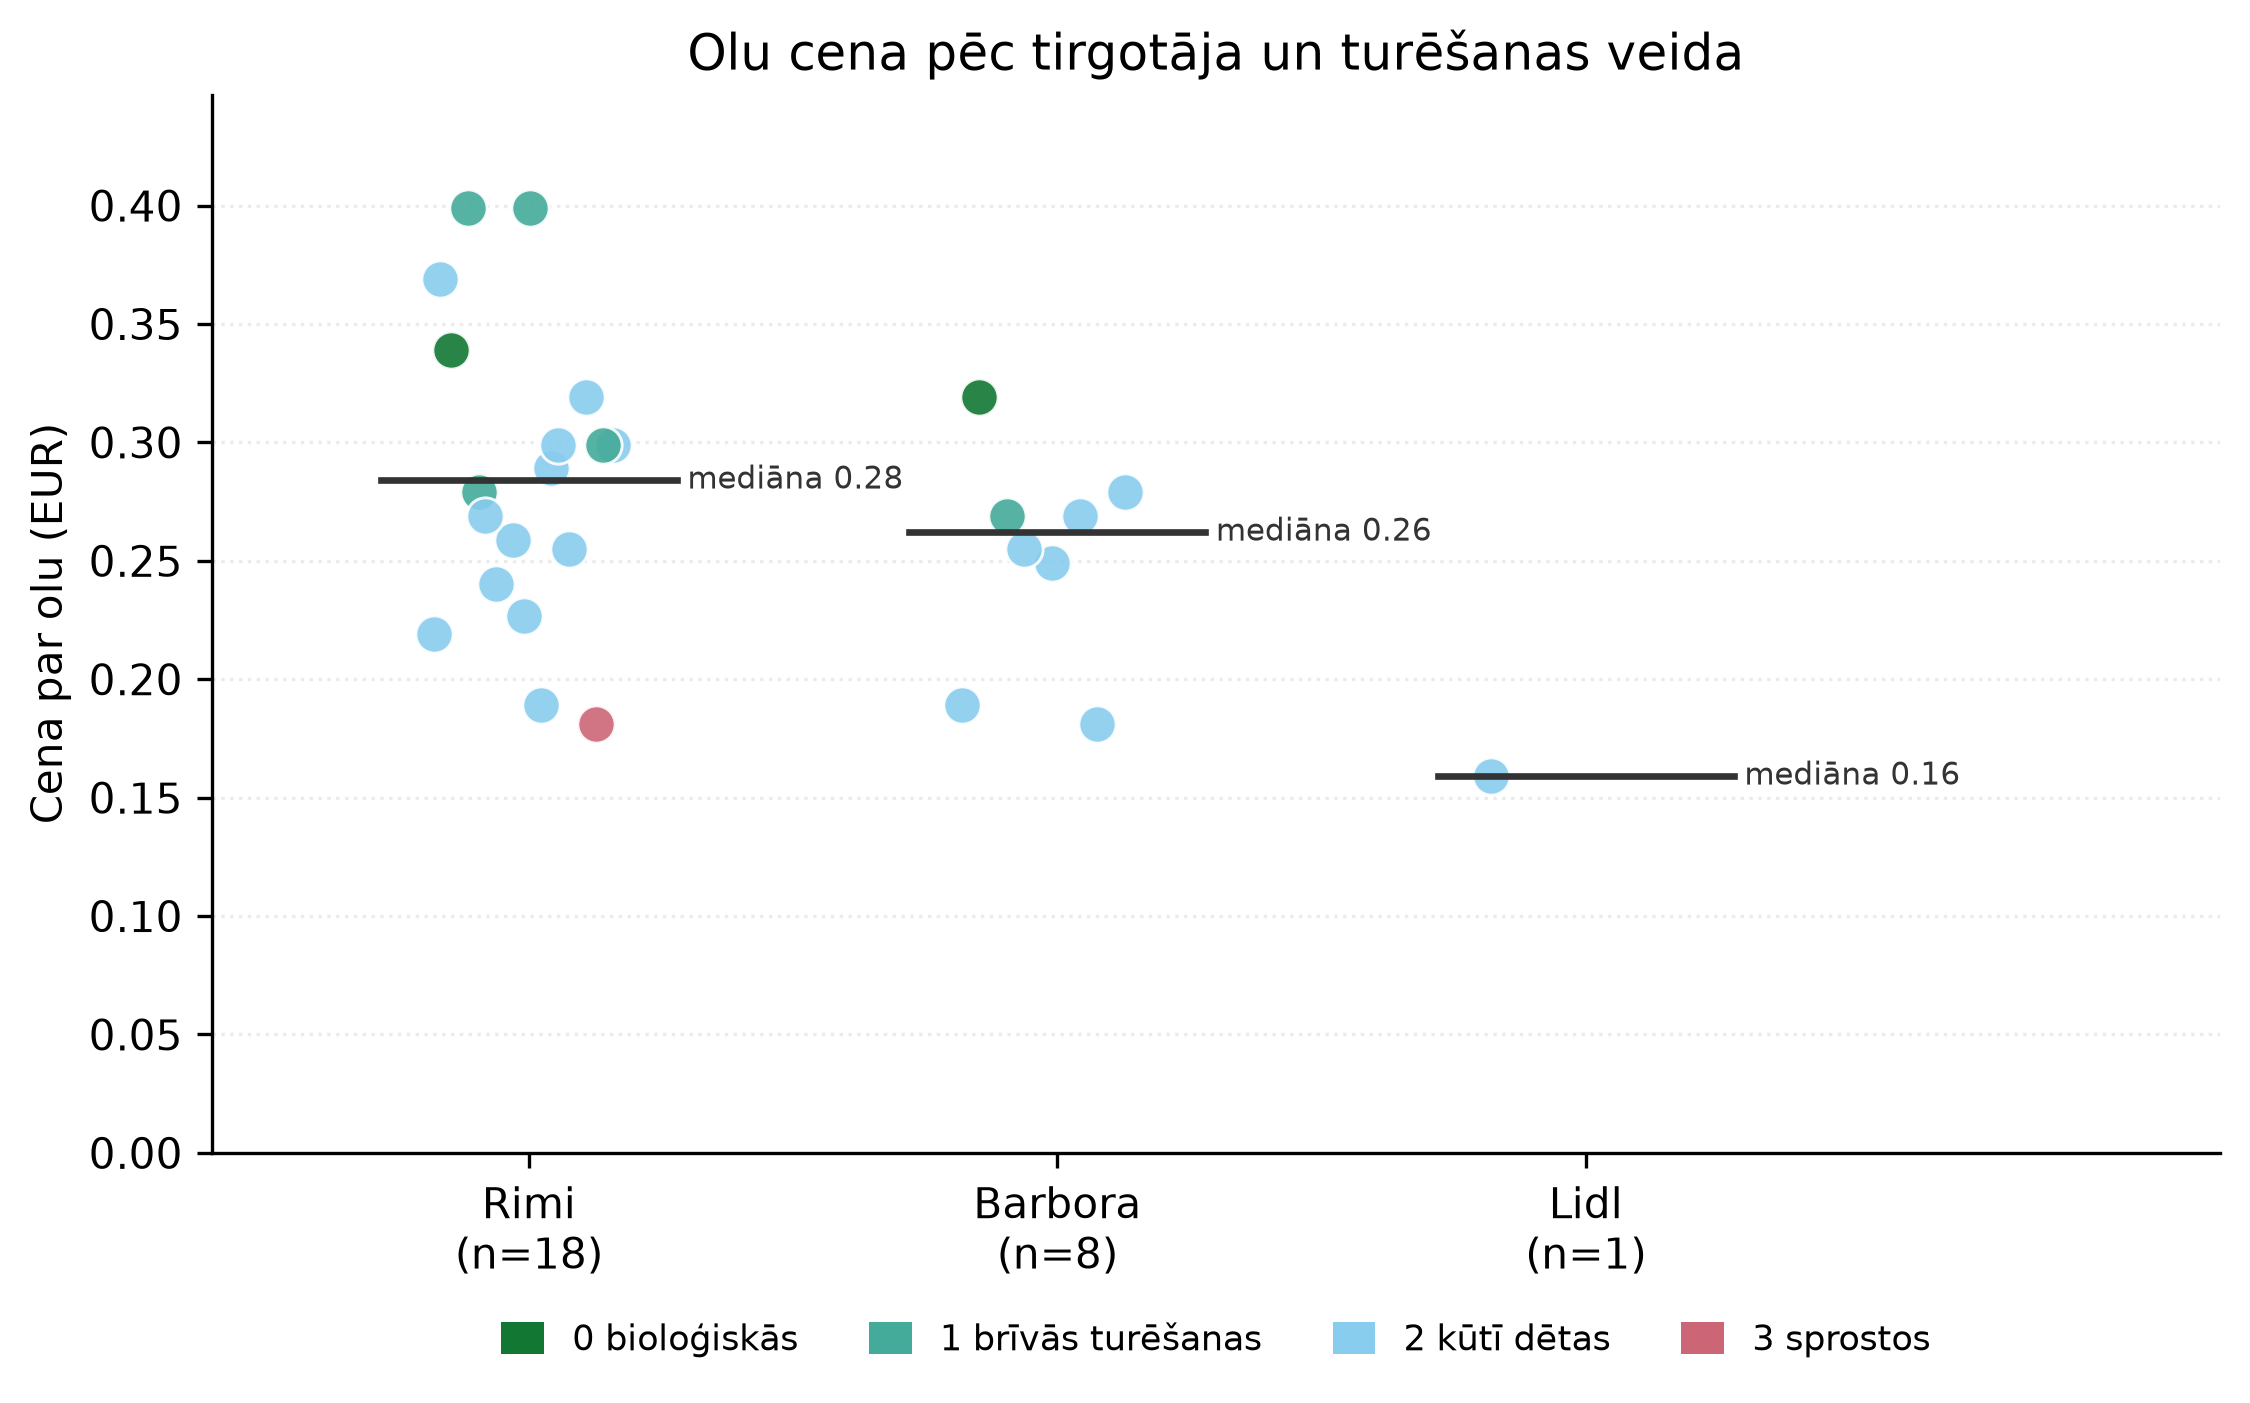 Olu cena pēc tirgotāja un turēšanas veida
Cena par olu (EUR)
0.40
0.35
0.30
0.25
0.20
0.15
0.10
0.05
0.00
mediāna 0.28
mediāna 0.26
mediāna 0.16
Rimi
(n=18)
Barbora
(n=8)
Lidl
(n=1)
0 bioloģiskās
1 brīvās turēšanas
2 kūtī dētas
3 sprostos